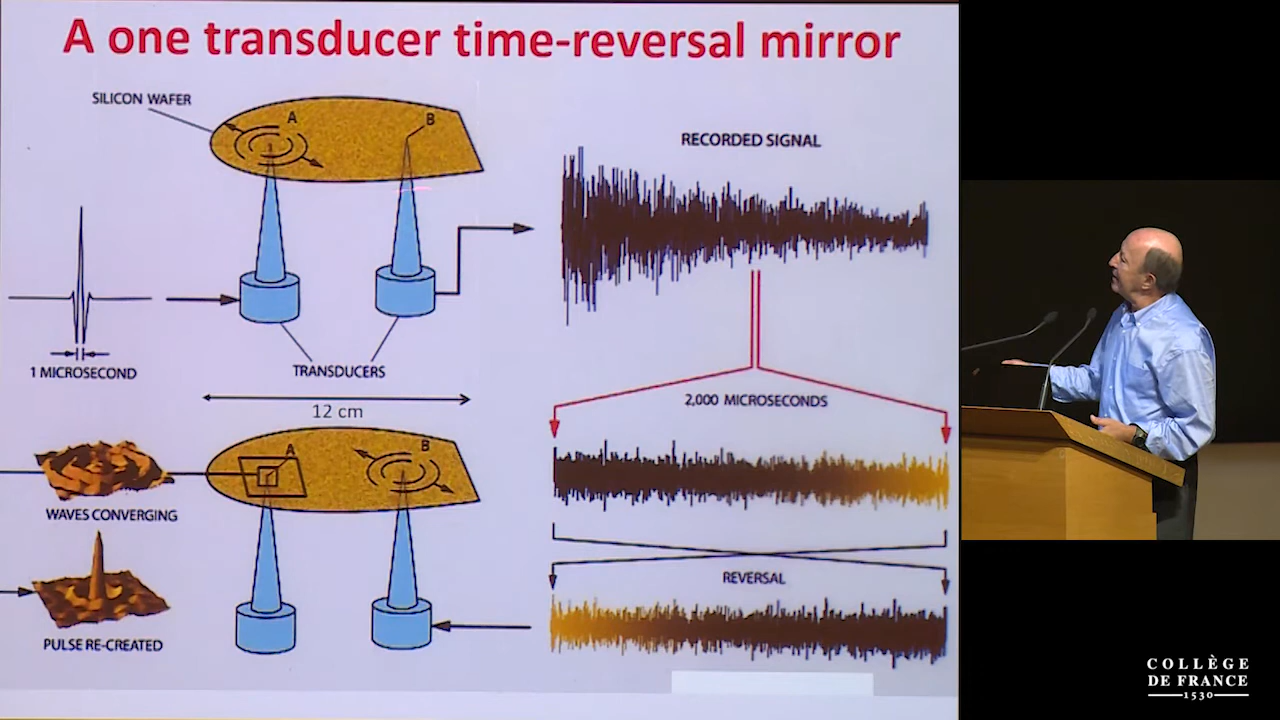 A one transducer time-reversal mirror
SILICON WAFER
A
B
RECORDED SIGNAL
1 MICROSECOND
TRANSDUCERS
12 cm
2,000 MICROSECONDS
A
B
WAVES CONVERGING
REVERSAL
PULSE RE-CREATED
COLLÈGE
DE FRANCE
1530